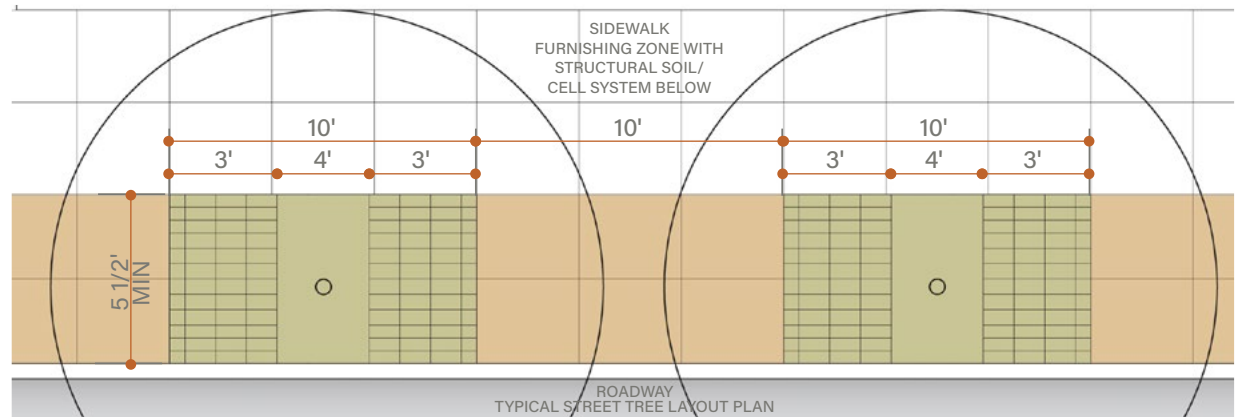 SIDEWALK
FURNISHING ZONE WITH
STRUCTURAL SOIL/
CELL SYSTEM BELOW
10' 10' 10'
3' 4' 3' 3' 4' 3'
5 1/2'
MIN
ROADWAY
TYPICAL STREET TREE LAYOUT PLAN